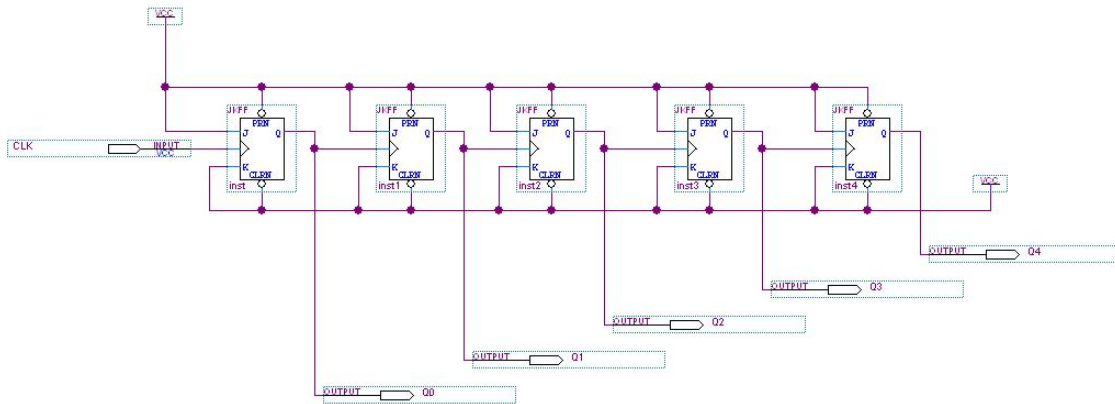 VCC
JKFF JKFF JKFF JKFF JKFF
PRN PRN PRN PRN PRN
J Q J Q J Q J Q J Q
CLK INPUT
VCC
K K K K K
CLRN CLRN CLRN CLRN CLRN
inst inst1 inst2 inst3 inst4
VCC
OUTPUT Q4
OUTPUT Q3
OUTPUT Q2
OUTPUT Q1
OUTPUT Q0